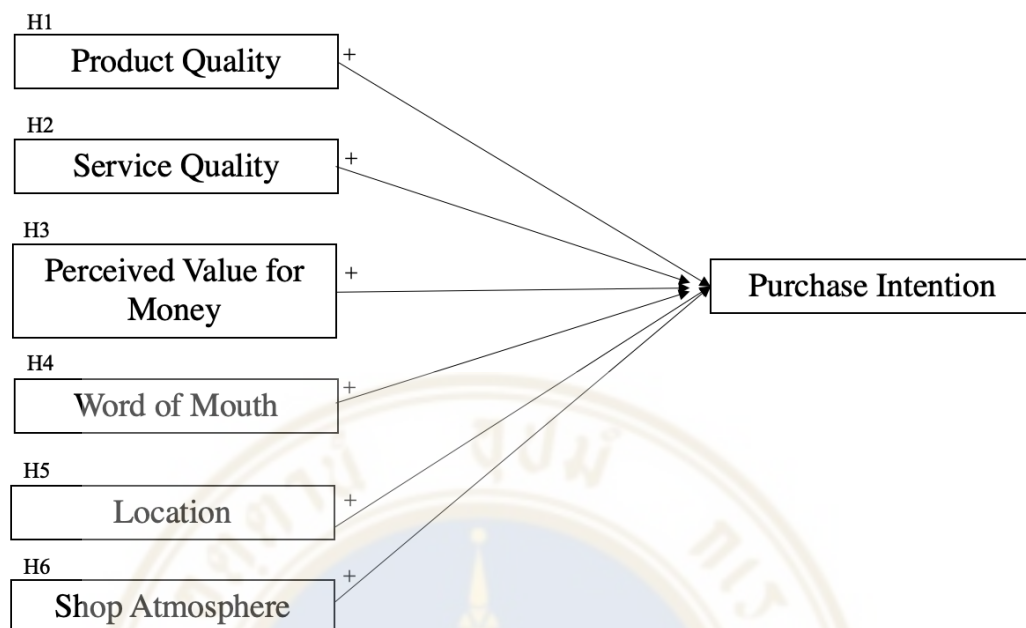 H1
Product Quality
+
H2
Service Quality
+
H3
Perceived Value for
Money
+
Purchase Intention
H4
Word of Mouth
+
H5
Location
+
H6
Shop Atmosphere
+